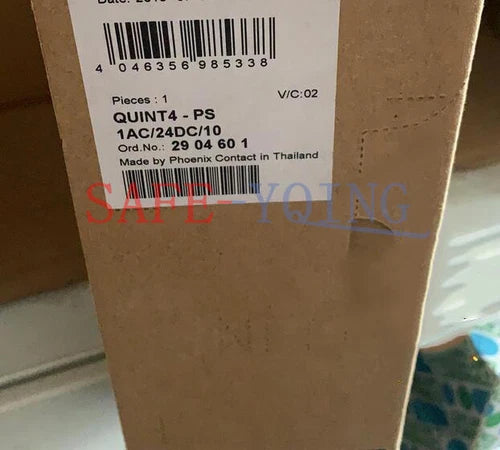 4 046356 985338
Pieces : 1
V/C:02
QUINT4 - PS
1AC/24DC/10
Ord.No.: 29 04 60 1
Made by Phoenix Contact in Thailand
SAFE-YQING